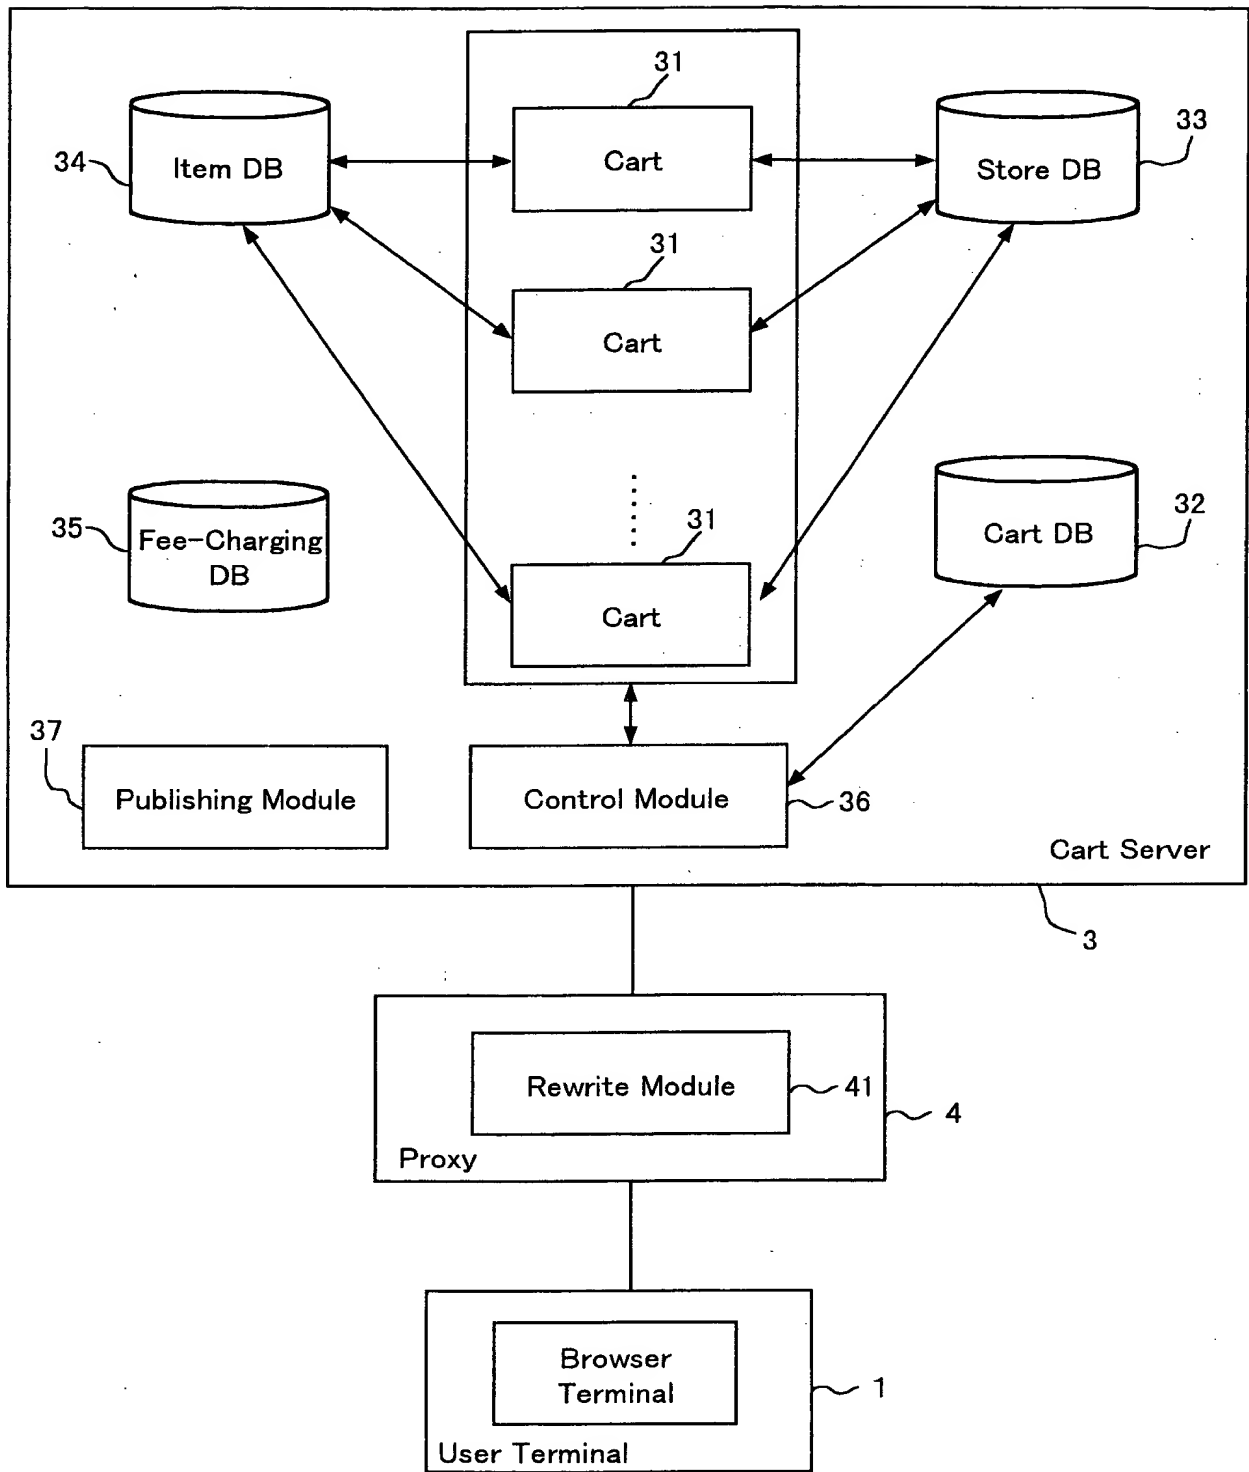 31
34
Item DB
Cart
Store DB
33
31
Cart
35
Fee-Charging
DB
31
Cart
Cart DB
32
37
Publishing Module
Control Module
36
Cart Server
3
Rewrite Module
41
4
Proxy
Browser
Terminal
1
User Terminal